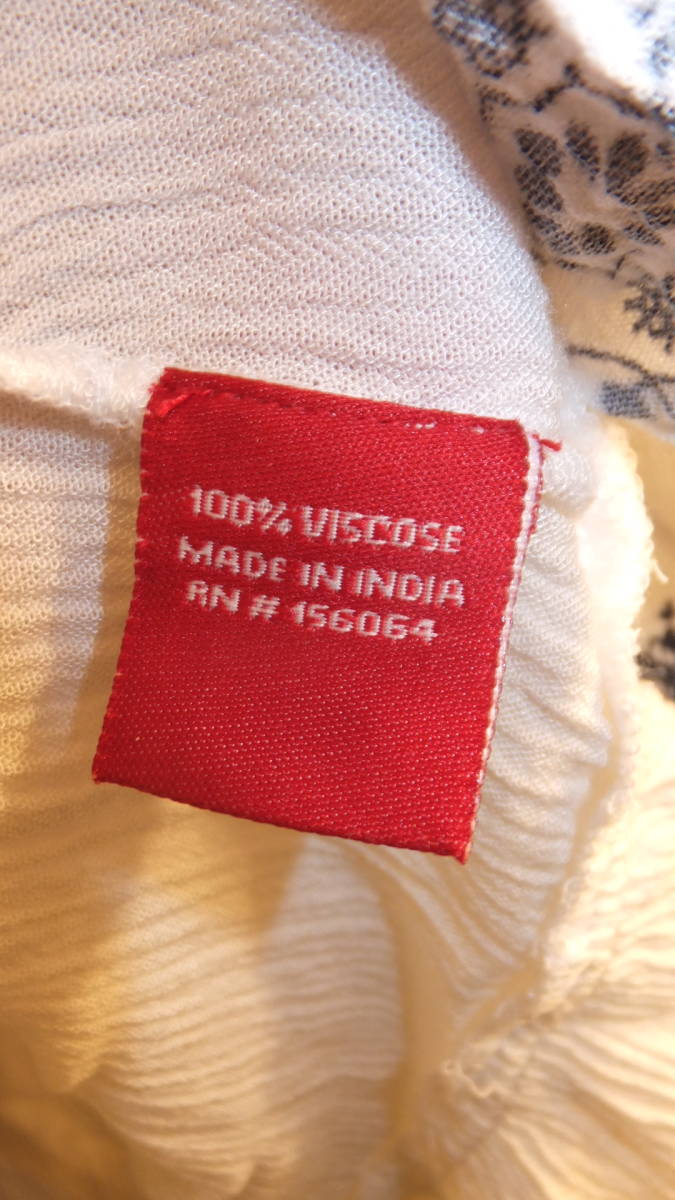 100% VISCOSE
MADE IN INDIA
RN # 156064